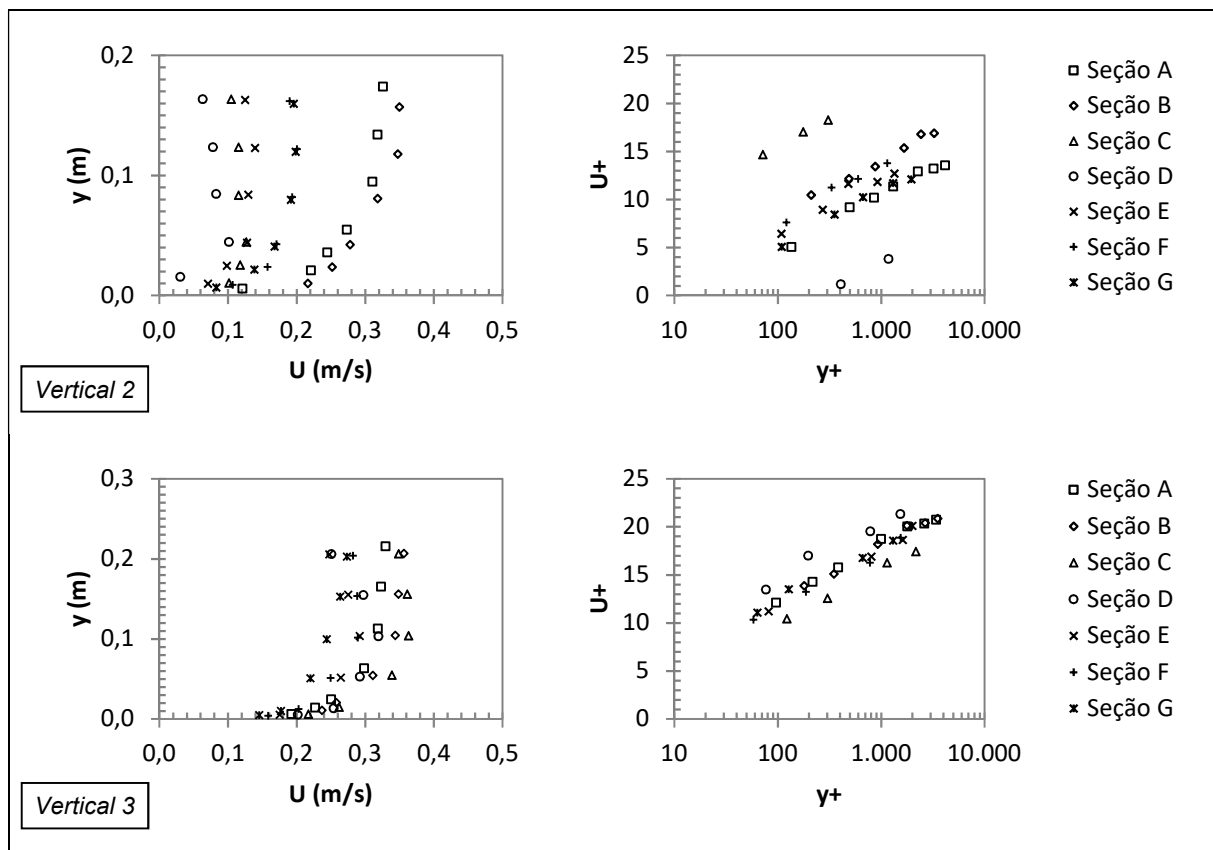 0,2
0,1
0,0
y (m)
0,0 0,1 0,2 0,3 0,4 0,5
U (m/s)
25
20
15
10
5
0
U+
10 100 1.000 10.000
y+
Seção A
Seção B
Seção C
Seção D
Seção E
Seção F
Seção G
Vertical 2
0,3
0,2
0,1
0,0
y (m)
0,0 0,1 0,2 0,3 0,4 0,5
U (m/s)
25
20
15
10
5
0
U+
10 100 1.000 10.000
y+
Seção A
Seção B
Seção C
Seção D
Seção E
Seção F
Seção G
Vertical 3